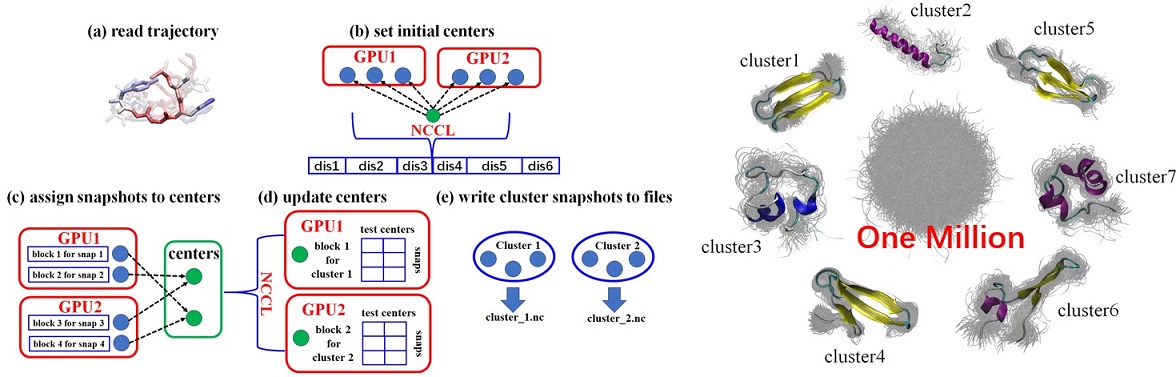 (a) read trajectory
(b) set initial centers
GPU1
GPU2
NCCL
dis1 dis2 dis3 dis4 dis5 dis6
(c) assign snapshots to centers
GPU1
block 1 for snap 1
block 2 for snap 2
GPU2
block 3 for snap 3
block 4 for snap 4
centers
(d) update centers
NCCL
GPU1
block 1
for
cluster 1
test centers
snaps
GPU2
block 2
for
cluster 2
test centers
snaps
(e) write cluster snapshots to files
Cluster 1
Cluster 2
cluster_1.nc
cluster_2.nc
cluster1
cluster2
cluster5
cluster3
cluster7
One Million
cluster4
cluster6